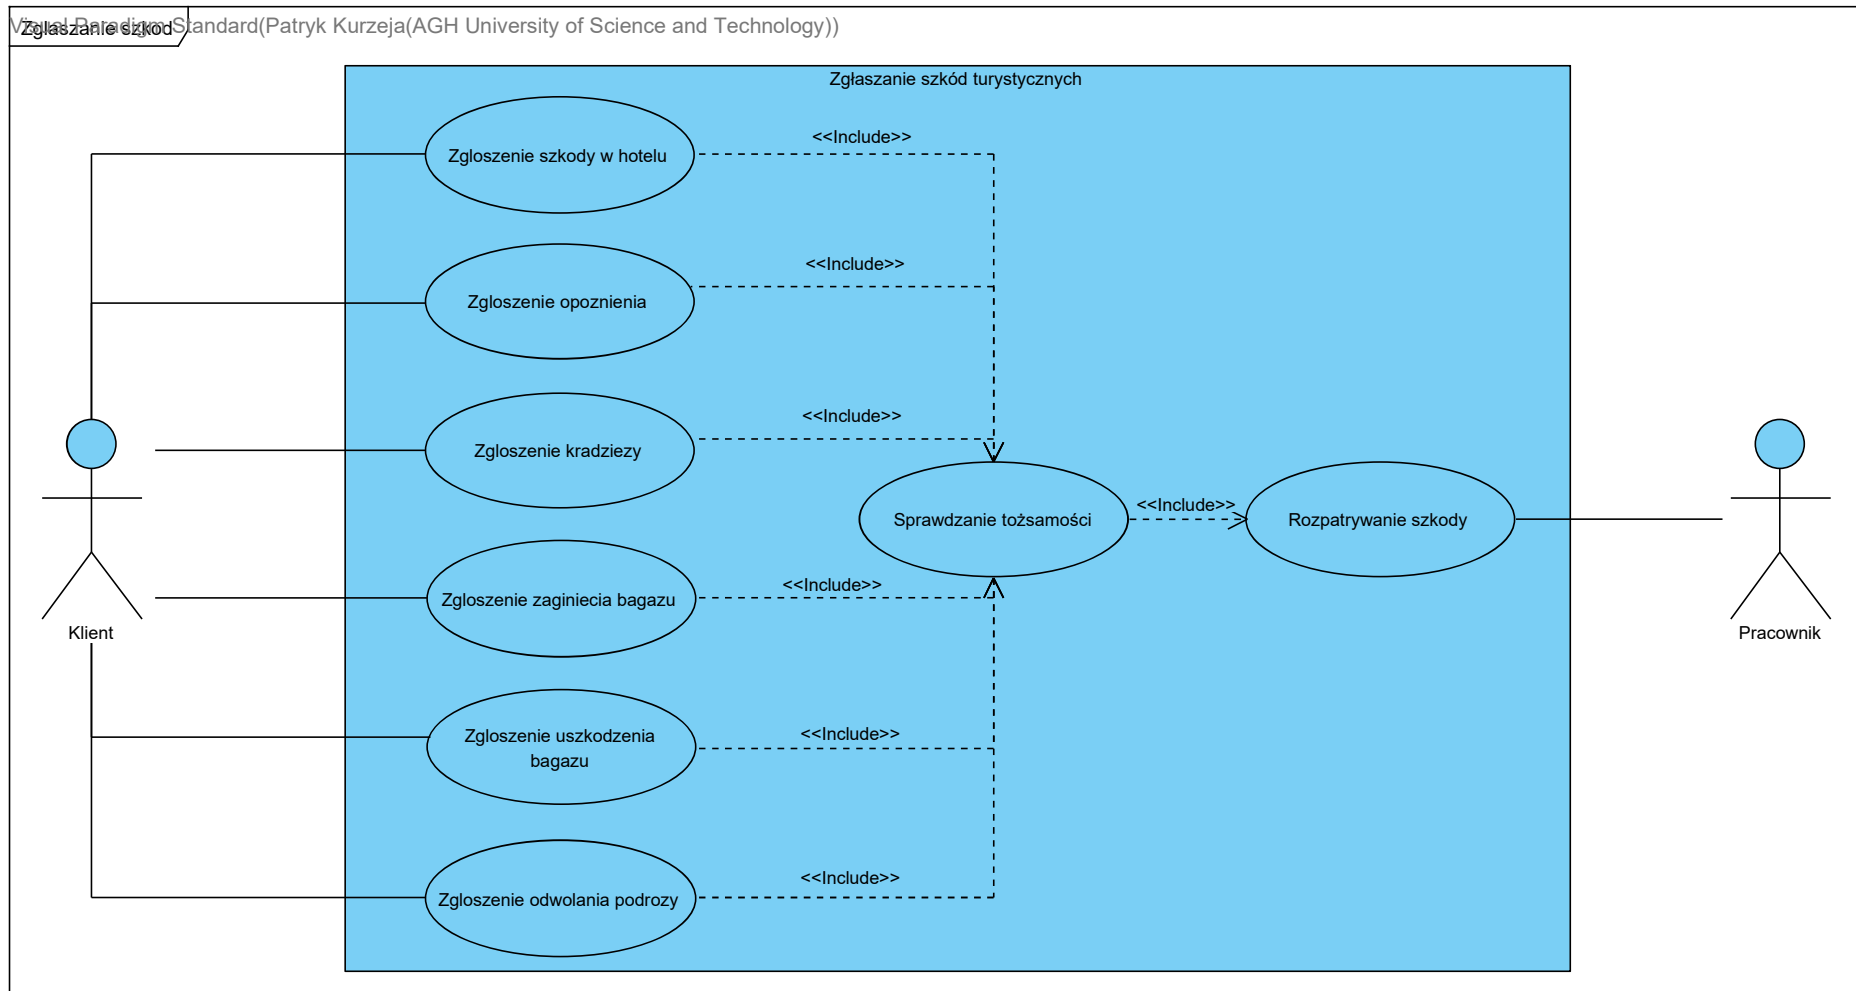 Visual Paradigm Standard(Patryk Kurzeja(AGH University of Science and Technology))
Zgłaszanie szkod
Zgłaszanie szkód turystycznych
Zgloszenie szkody w hotelu
<<Include>>
Zgloszenie opoznienia
<<Include>>
Zgloszenie kradziezy
<<Include>>
Sprawdzanie tożsamości
<<Include>>
Rozpatrywanie szkody
Zgloszenie zaginiecia bagazu
<<Include>>
Klient
Pracownik
Zgloszenie uszkodzenia
bagazu
<<Include>>
Zgloszenie odwolania podrozy
<<Include>>